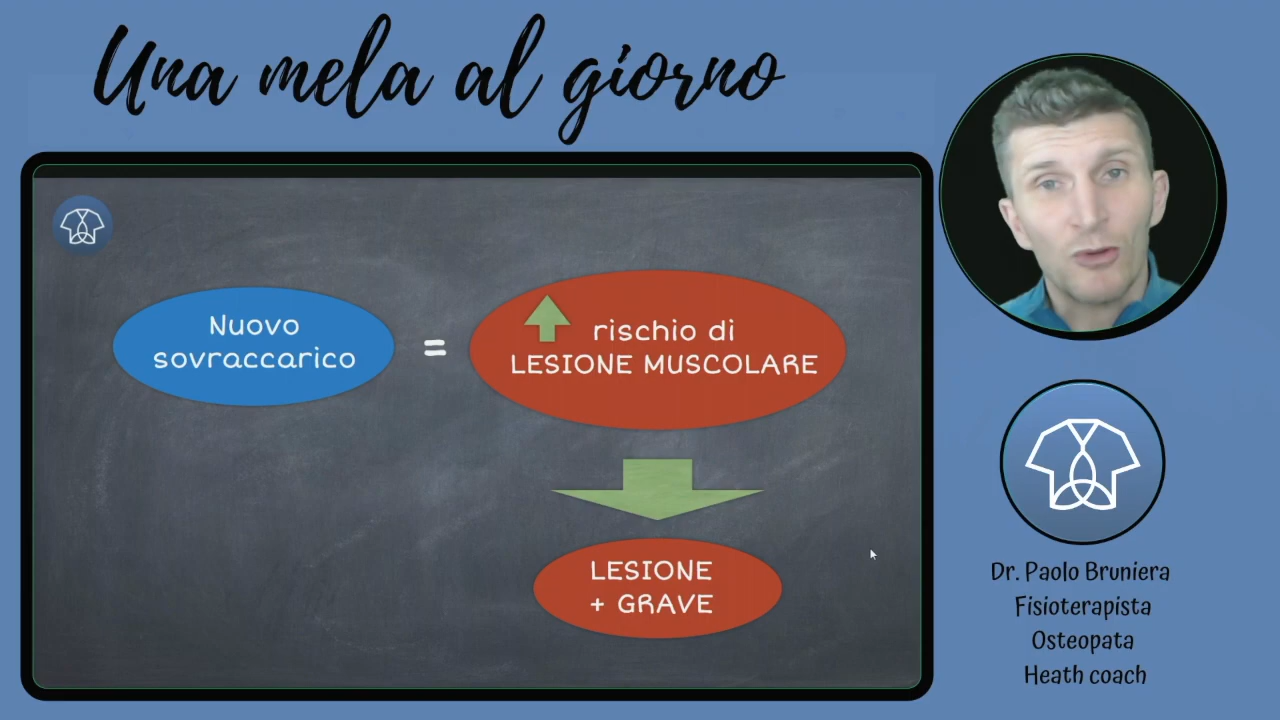 Una mela al giorno
Nuovo
sovraccarico
=
rischio di
LESIONE MUSCOLARE
LESIONE
+ GRAVE
Dr. Paolo Bruniera
Fisioterapista
Osteopata
Heath coach